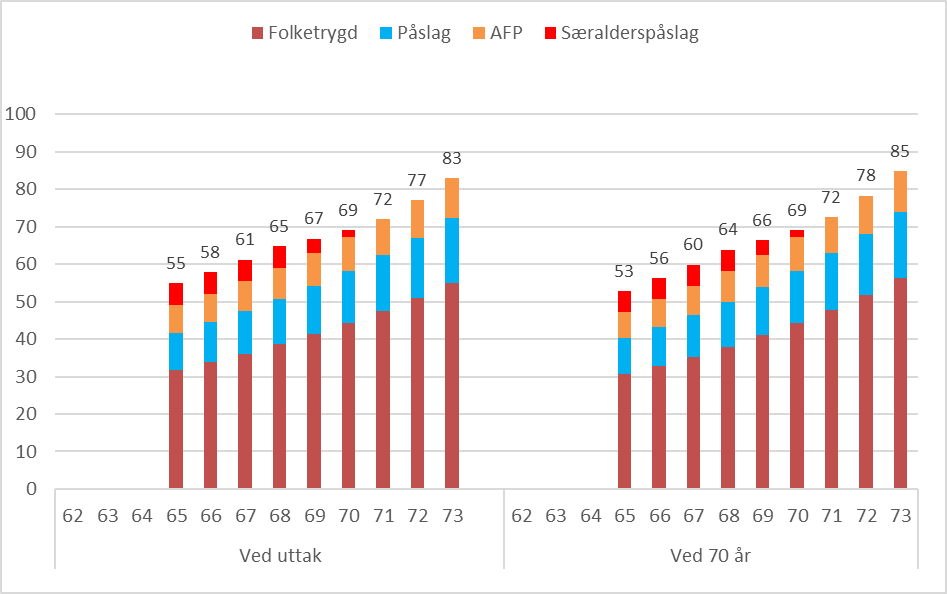 Folketrygd Påslag AFP Særalderspåslag
100
90
80
70
60
50
40
30
20
10
0
55 58 61 65 67 69 72 77 83
53 56 60 64 66 69 72 78 85
62 63 64 65 66 67 68 69 70 71 72 73 62 63 64 65 66 67 68 69 70 71 72 73
Ved uttak Ved 70 år